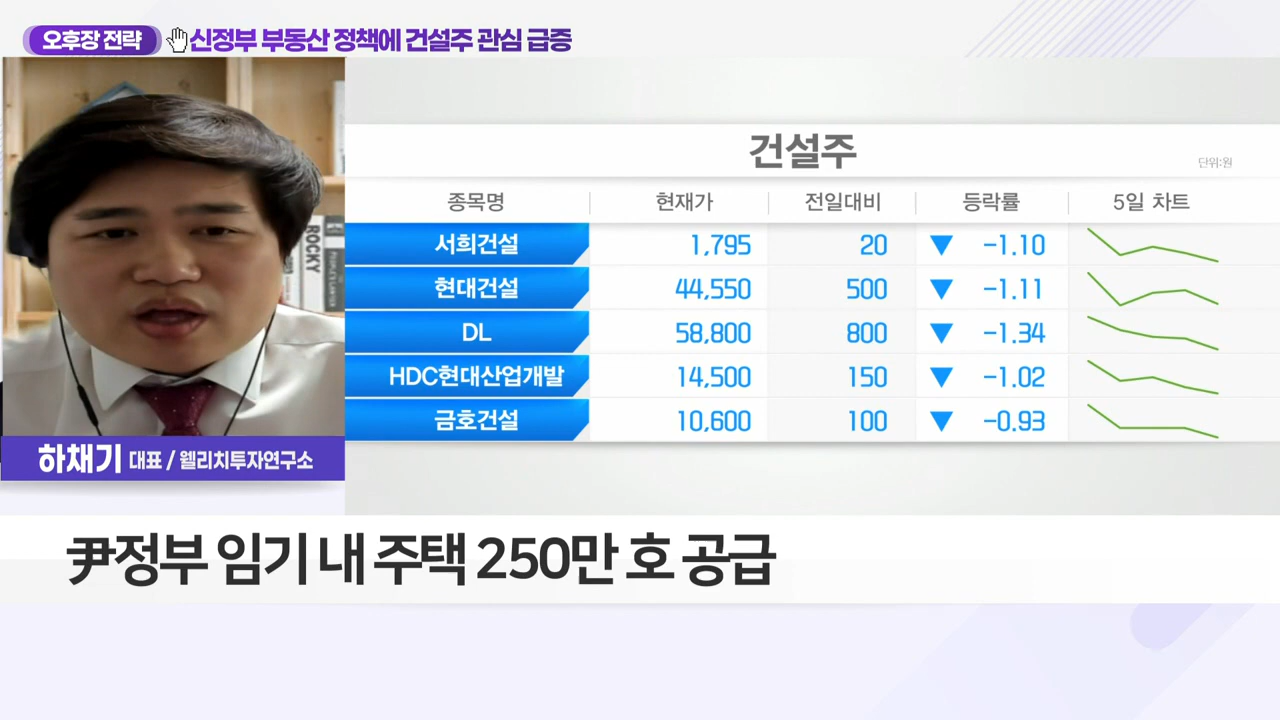 오후장 전략 신정부 부동산 정책에 건설주 관심 급증
건설주
단위:원
종목명 현재가 전일대비 등락률 5일 차트
서희건설 1,795 20 ▼ -1.10
현대건설 44,550 500 ▼ -1.11
DL 58,800 800 ▼ -1.34
HDC현대산업개발 14,500 150 ▼ -1.02
금호건설 10,600 100 ▼ -0.93
ROCKY
하채기 대표 / 웰리치투자연구소
尹정부 임기 내 주택 250만 호 공급